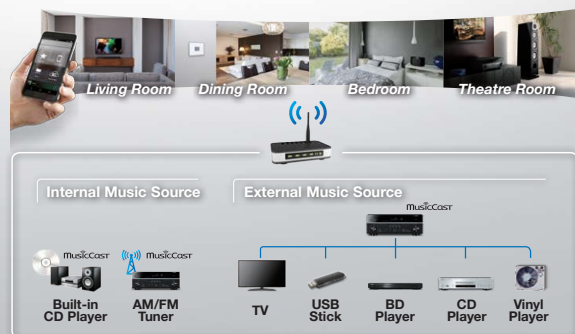 Living Room
Dining Room
Bedroom
Theatre Room
Internal Music Source
External Music Source
MusicCast
MusicCast
MusicCast
Built-in
CD Player
AM/FM
Tuner
TV
USB
Stick
BD
Player
CD
Player
Vinyl
Player